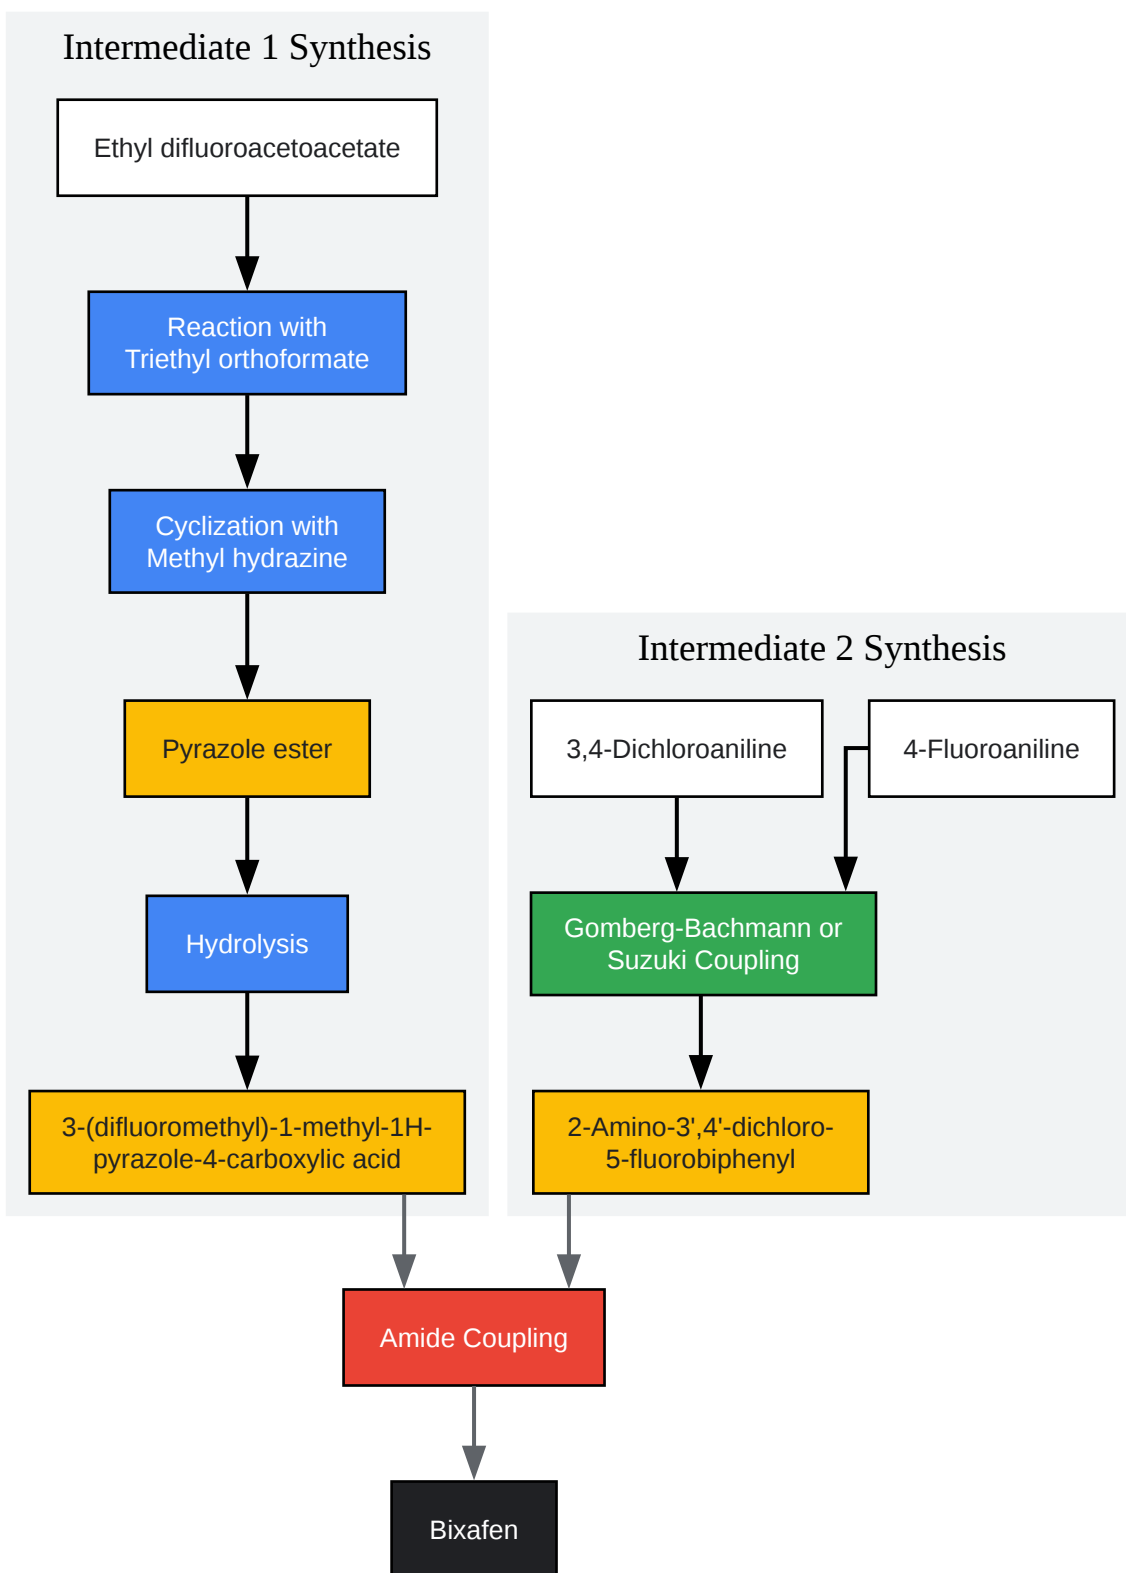 Intermediate 1 Synthesis
Ethyl difluoroacetoacetate
Reaction with
Triethyl orthoformate
Cyclization with
Methyl hydrazine
Pyrazole ester
Hydrolysis
3-(difluoromethyl)-1-methyl-1H-
pyrazole-4-carboxylic acid
Intermediate 2 Synthesis
3,4-Dichloroaniline
4-Fluoroaniline
Gomberg-Bachmann or
Suzuki Coupling
2-Amino-3',4'-dichloro-
5-fluorobiphenyl
Amide Coupling
Bixafen